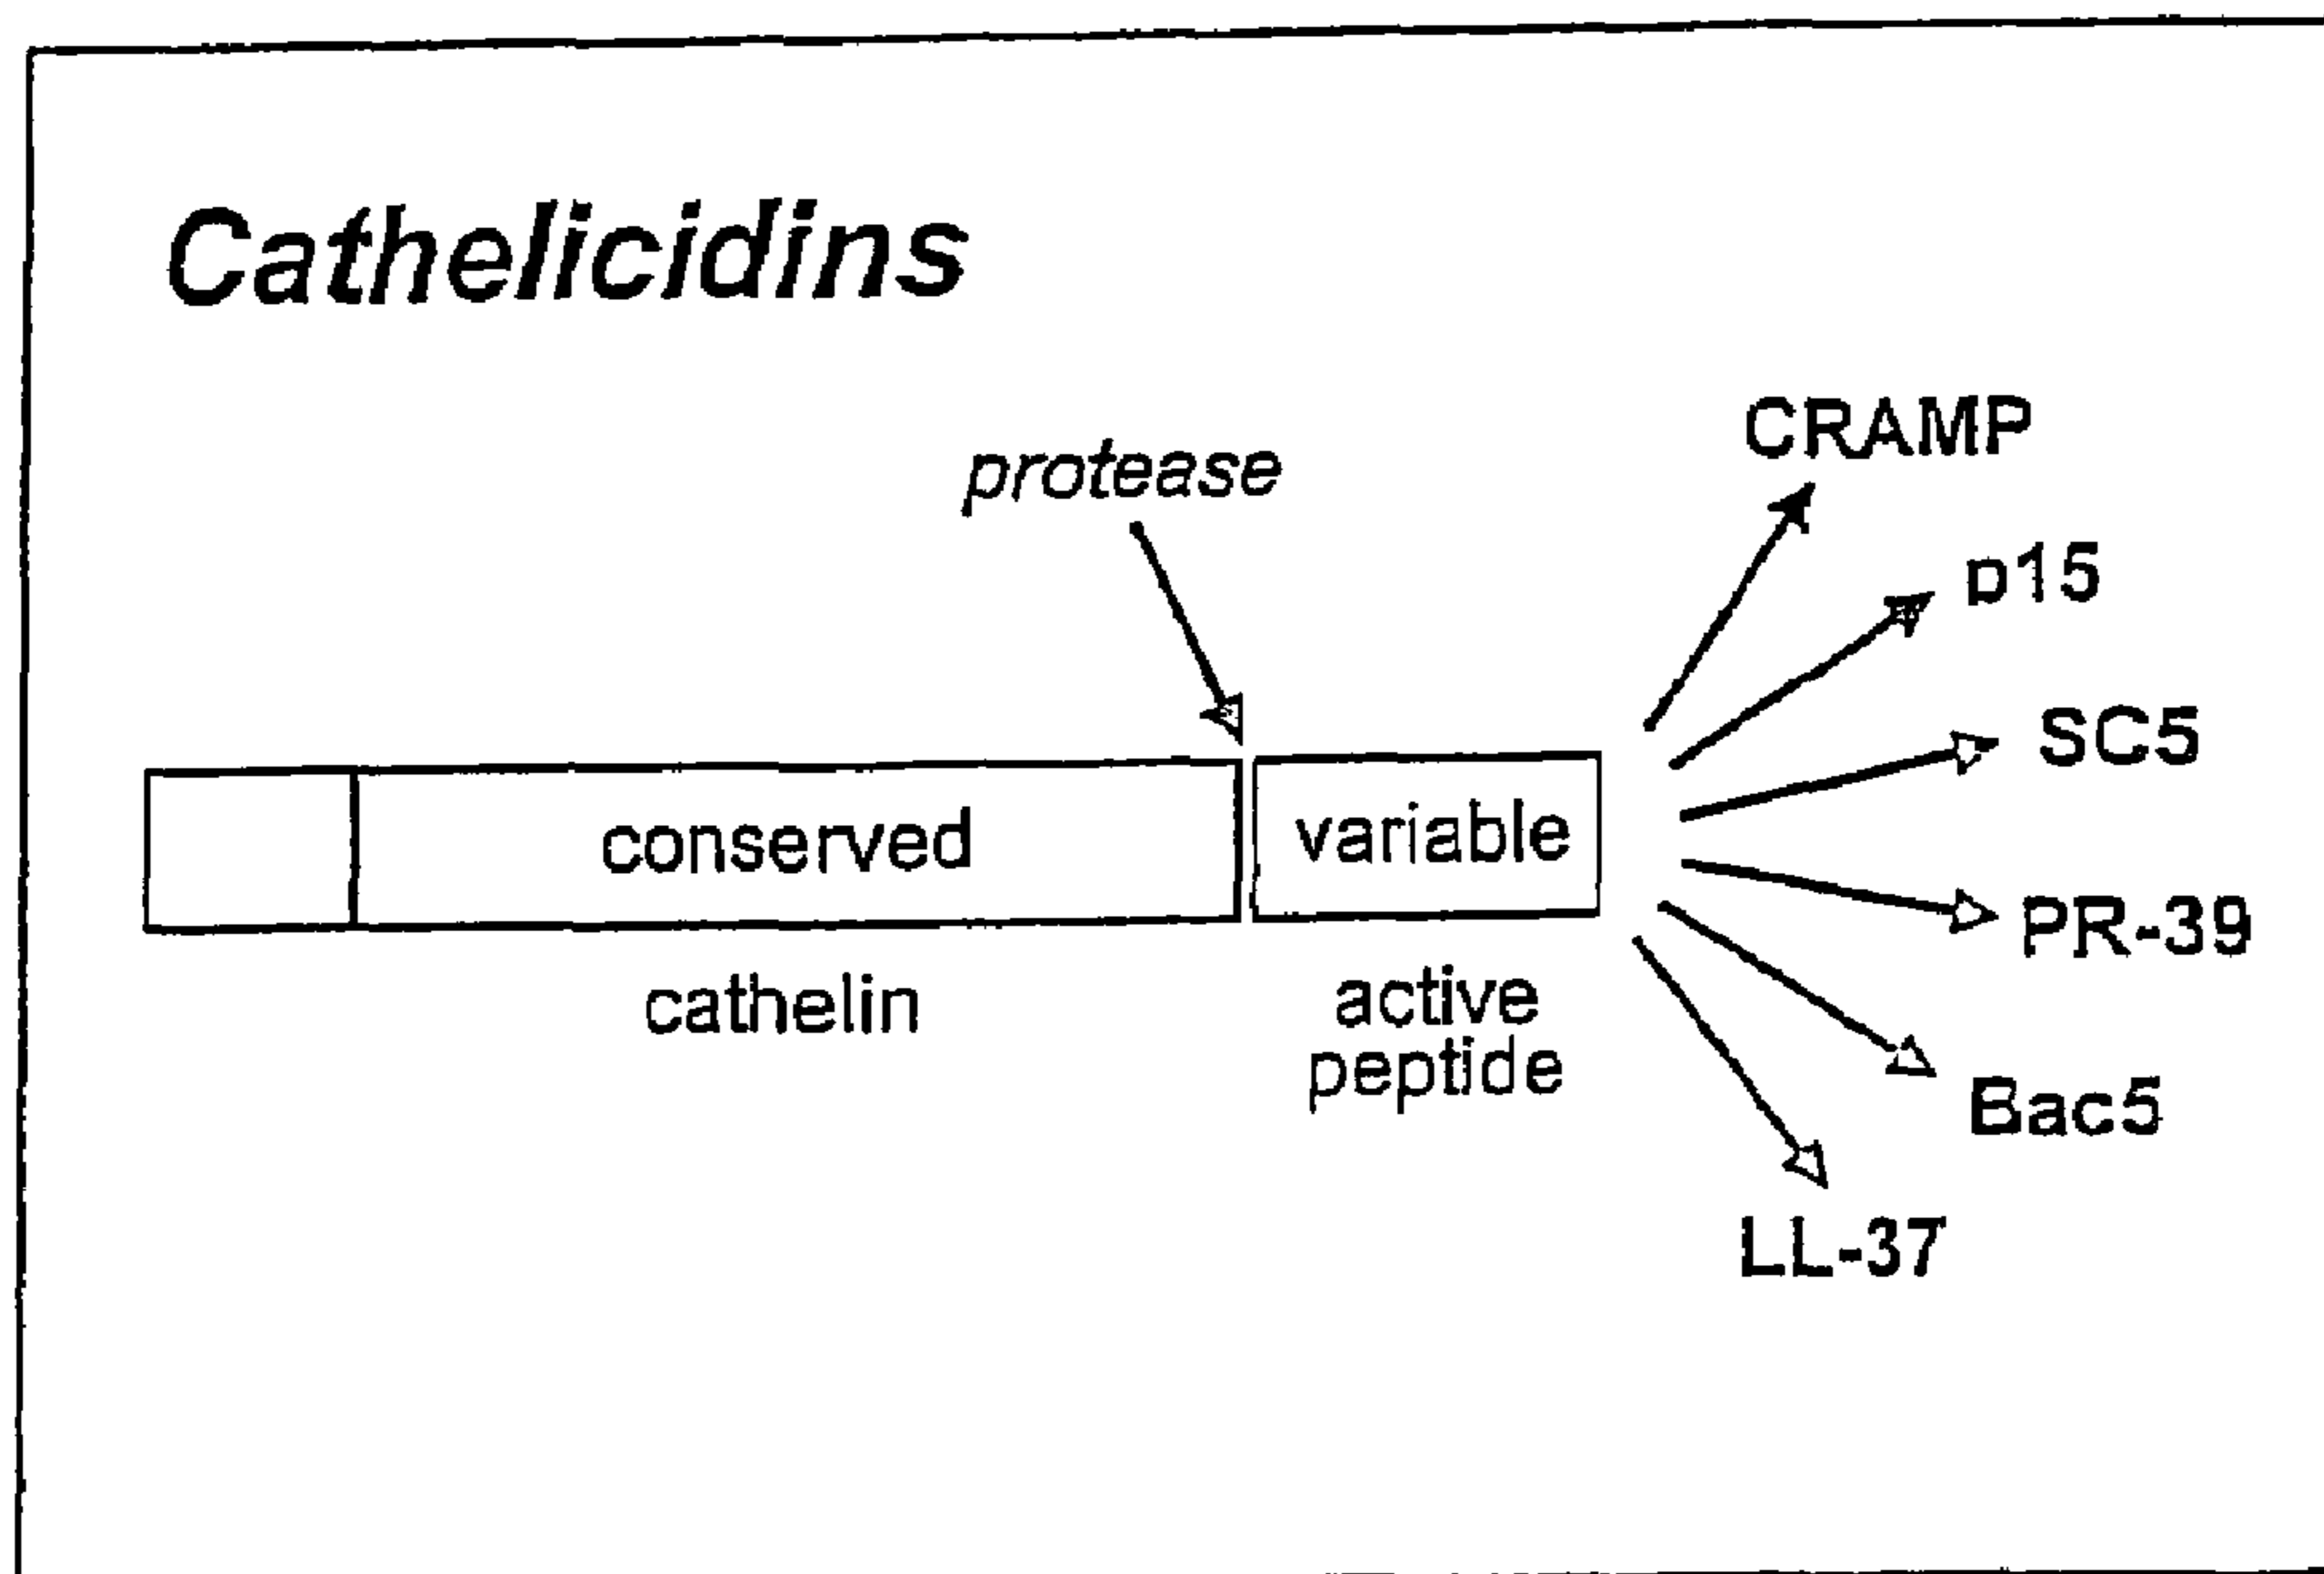 Cathelicidins
protease
CRAMP
p15
SC5
PR-39
Bac5
LL-37
conserved
variable
cathelin
active
peptide